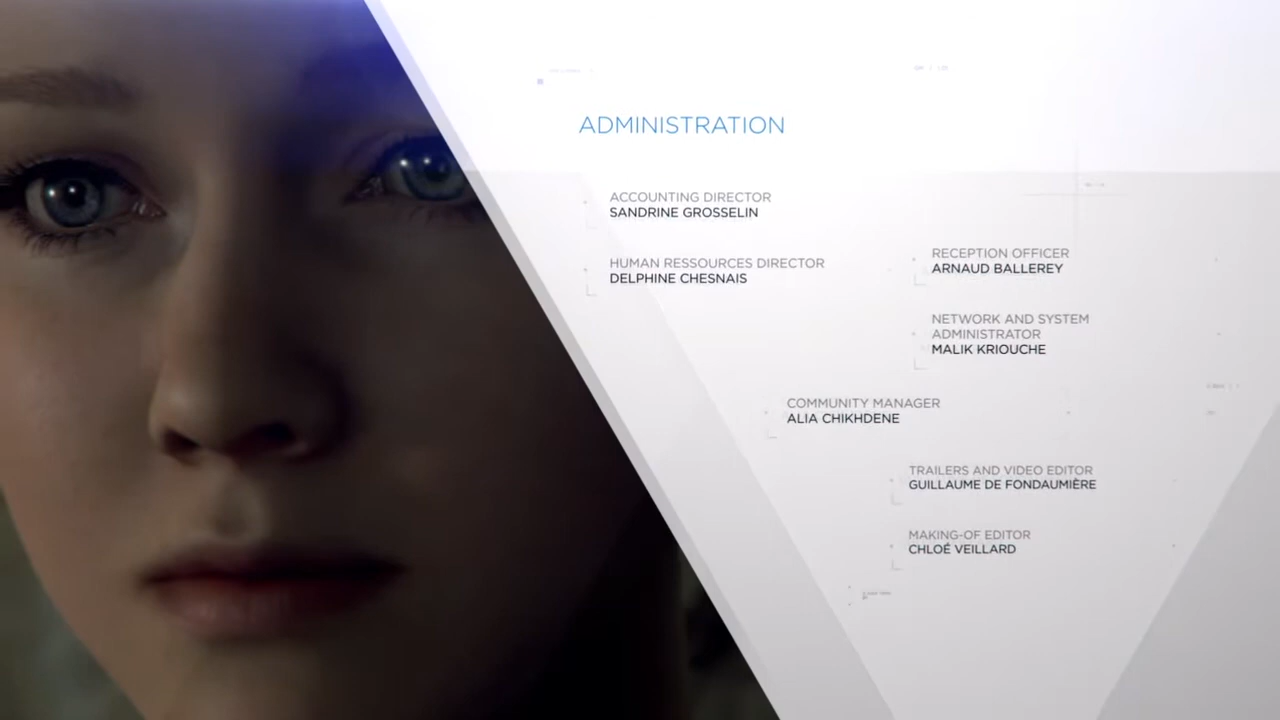 ADMINISTRATION
ACCOUNTING DIRECTOR
SANDRINE GROSSELIN
HUMAN RESSOURCES DIRECTOR
DELPHINE CHESNAIS
RECEPTION OFFICER
ARNAUD BALLEREY
NETWORK AND SYSTEM
ADMINISTRATOR
MALIK KRIOUCHE
COMMUNITY MANAGER
ALIA CHIKHDENE
TRAILERS AND VIDEO EDITOR
GUILLAUME DE FONDAUMIÈRE
MAKING-OF EDITOR
CHLOÉ VEILLARD